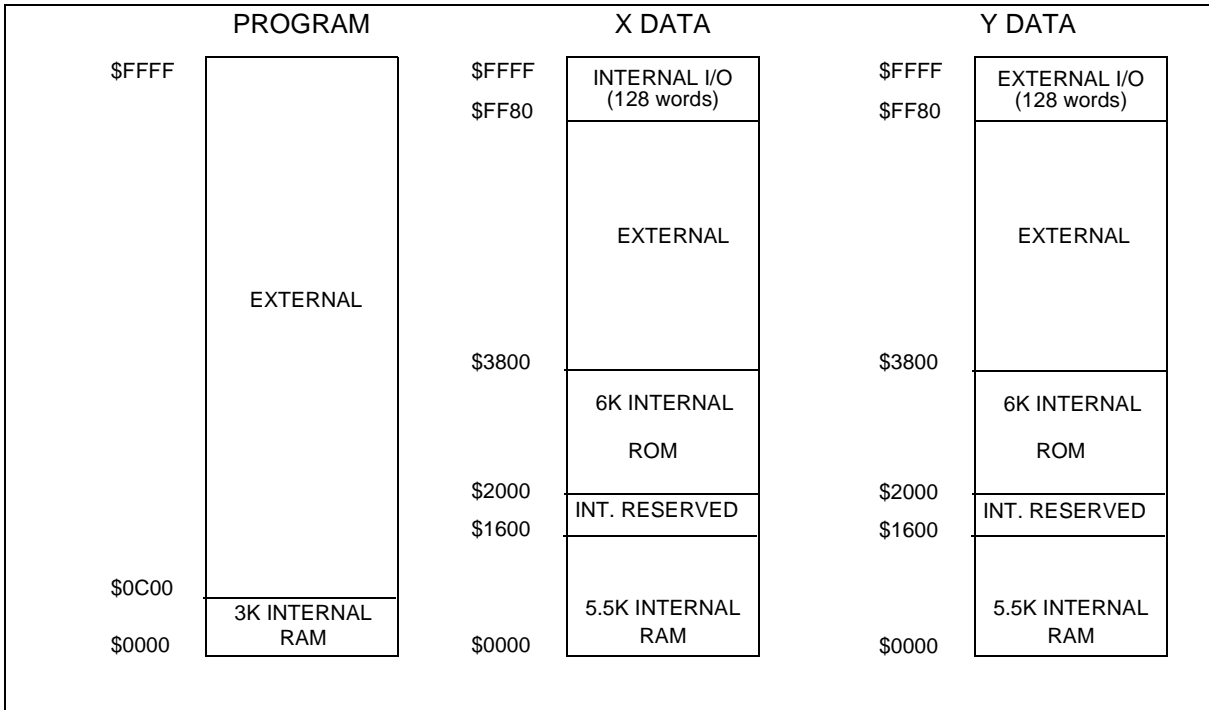 PROGRAM
$FFFF
EXTERNAL
$0C00
3K INTERNAL
RAM
$0000
X DATA
$FFFF
INTERNAL I/O
(128 words)
$FF80
EXTERNAL
$3800
6K INTERNAL
ROM
$2000
INT. RESERVED
$1600
5.5K INTERNAL
RAM
$0000
Y DATA
$FFFF
EXTERNAL I/O
(128 words)
$FF80
EXTERNAL
$3800
6K INTERNAL
ROM
$2000
INT. RESERVED
$1600
5.5K INTERNAL
RAM
$0000